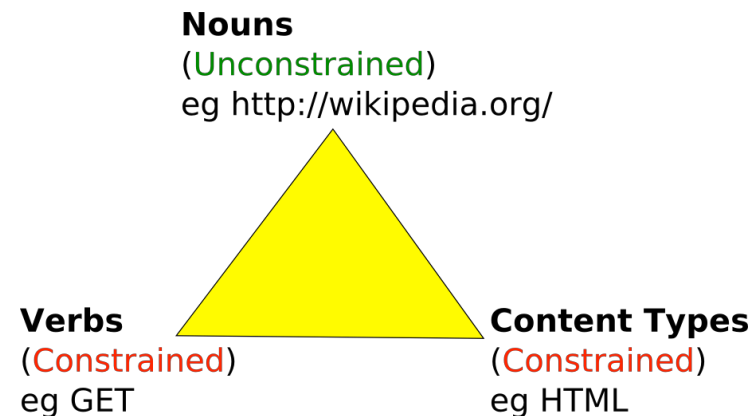 Nouns
(Unconstrained)
eg http://wikipedia.org/
Verbs
(Constrained)
eg GET
Content Types
(Constrained)
eg HTML